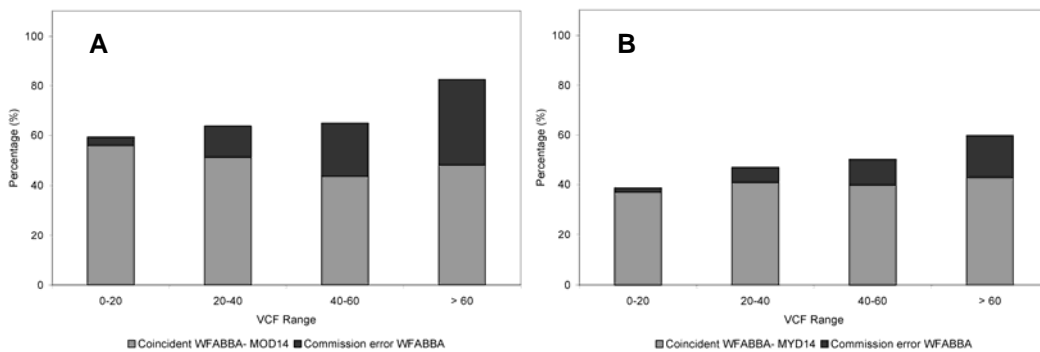 A
Percentage (%)
100
80
60
40
20
0
0-20
20-40
40-60
> 60
VCF Range
Coincident WFABBA- MOD14
Commission error WFABBA
B
Percentage (%)
100
80
60
40
20
0
0-20
20-40
40-60
> 60
VCF Range
Coincident WFABBA- MYD14
Commission error WFABBA